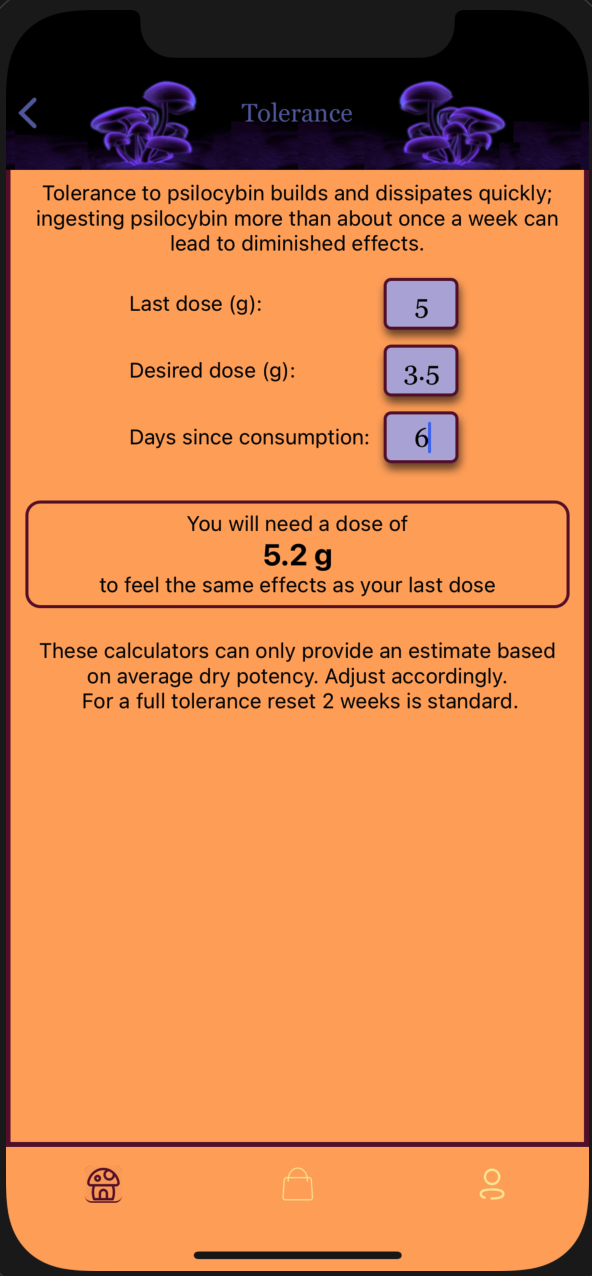 Tolerance
Tolerance to psilocybin builds and dissipates quickly;
ingesting psilocybin more than about once a week can
lead to diminished effects.
Last dose (g): 5
Desired dose (g): 3.5
Days since consumption: 6
You will need a dose of
5.2 g
to feel the same effects as your last dose
These calculators can only provide an estimate based
on average dry potency. Adjust accordingly.
For a full tolerance reset 2 weeks is standard.